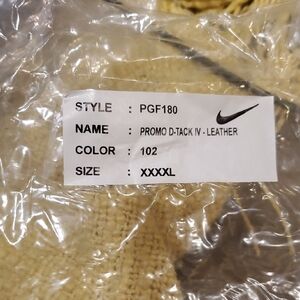 STYLE : PGF180
NAME : PROMO D-TACK IV - LEATHER
COLOR : 102
SIZE : XXXXL